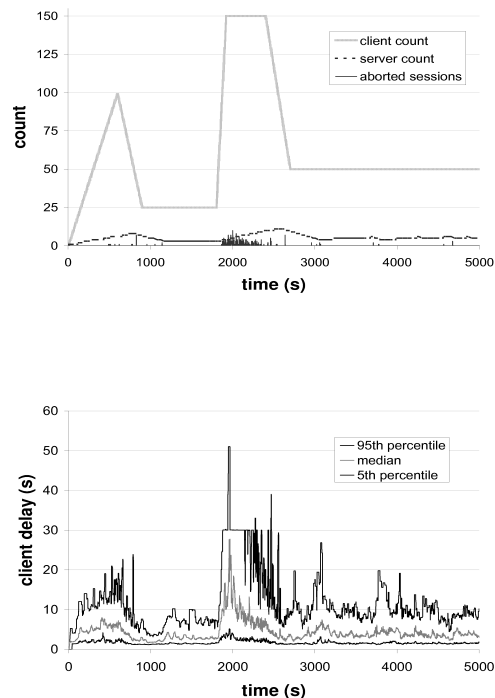 150
125
100
75
50
25
0
count
client count
server count
aborted sessions
0 1000 2000 3000 4000 5000
time (s)
60
50
40
30
20
10
0
client delay (s)
95th percentile
median
5th percentile
0 1000 2000 3000 4000 5000
time (s)